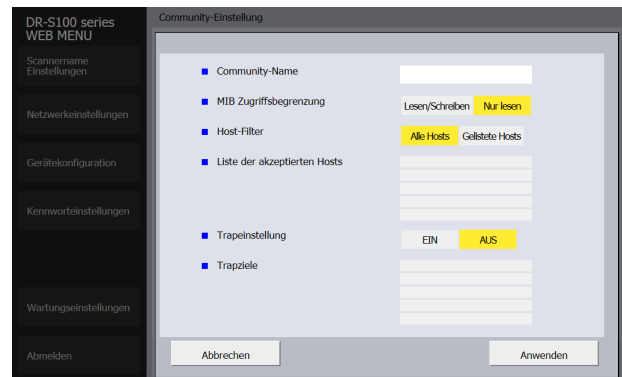 DR-S100 series
WEB MENU
Scannername
Einstellungen
Netzwerkeinstellungen
Gerätekonfiguration
Kennworteinstellungen
Wartungseinstellungen
Abmelden
Community-Einstellung
Community-Name
MIB Zugriffsbegrenzung Lesen/Schreiben Nur lesen
Host-Filter Alle Hosts Gelistete Hosts
Liste der akzeptierten Hosts
Trapeinstellung EIN AUS
Trapziele
Abbrechen Anwenden